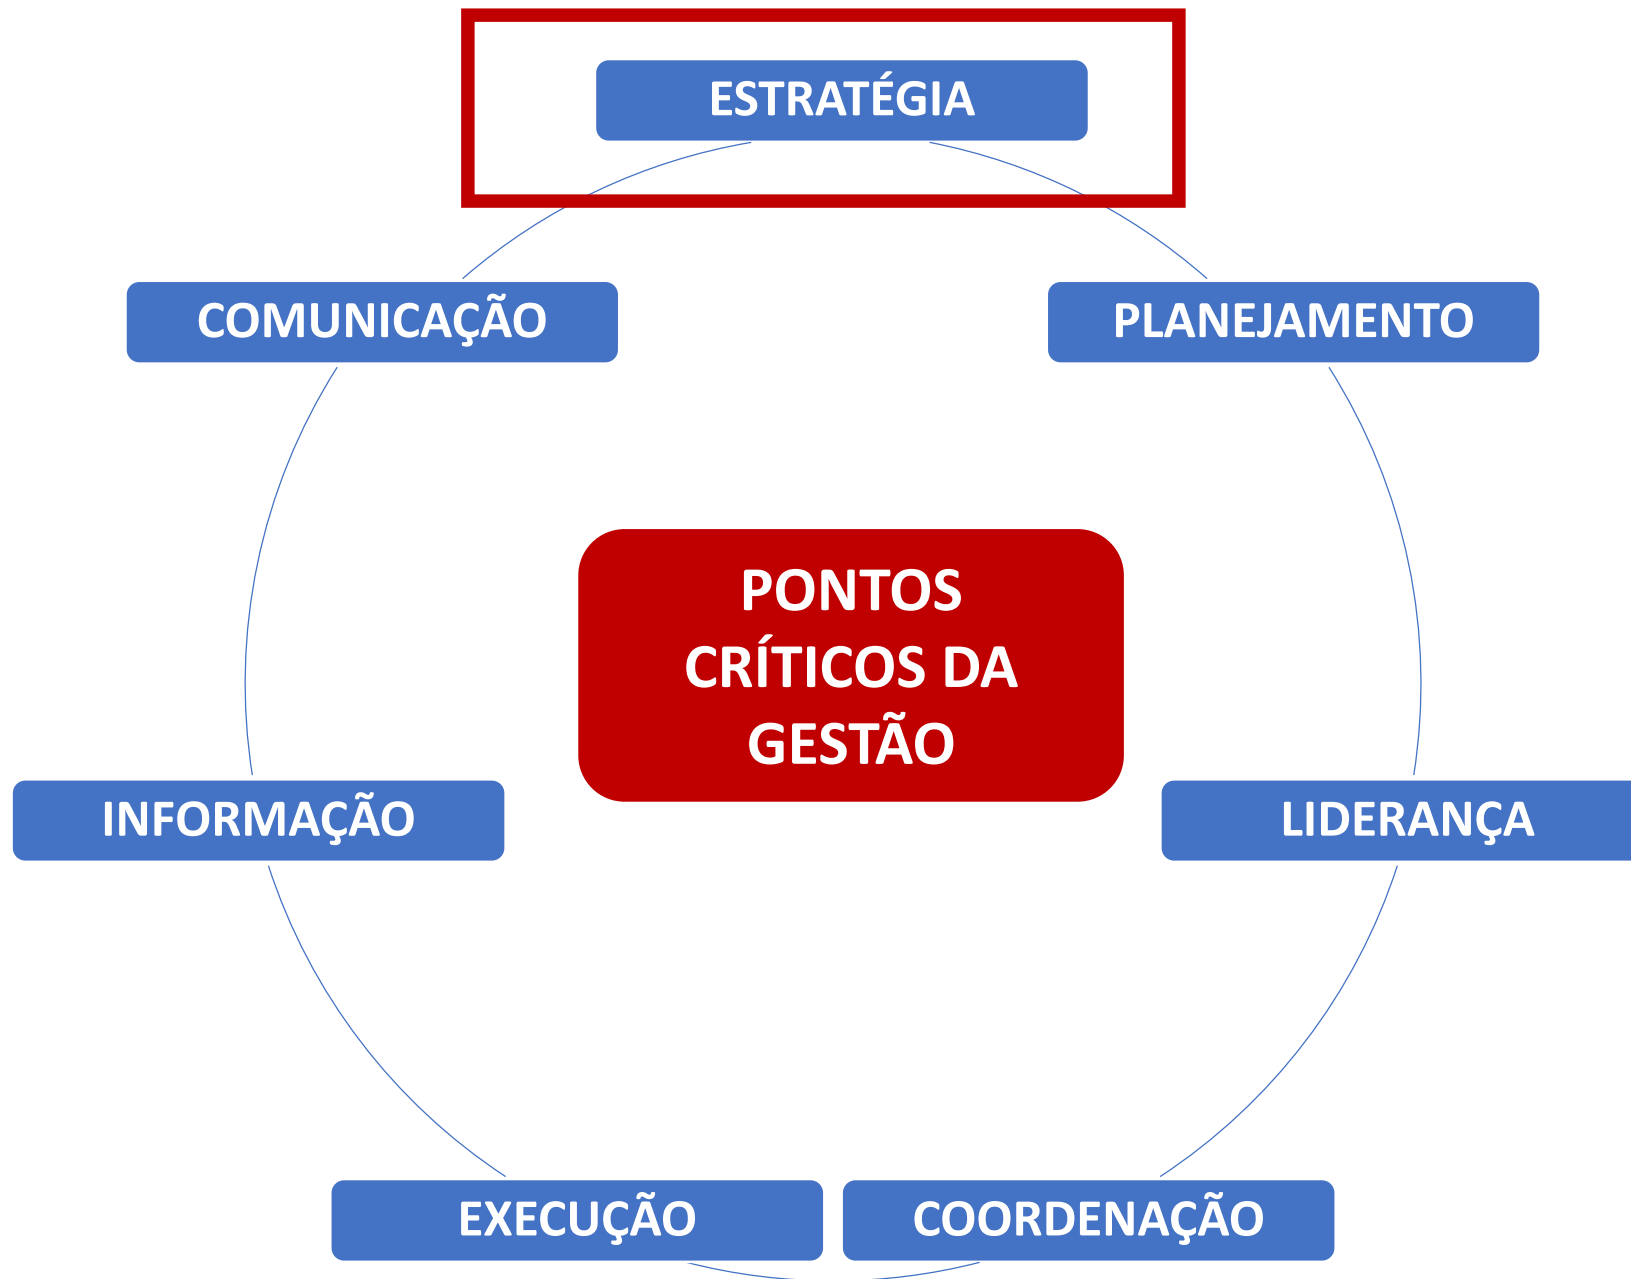 ESTRATÉGIA
COMUNICAÇÃO
PLANEJAMENTO
PONTOS
CRÍTICOS DA
GESTÃO
INFORMAÇÃO
LIDERANÇA
EXECUÇÃO
COORDENAÇÃO